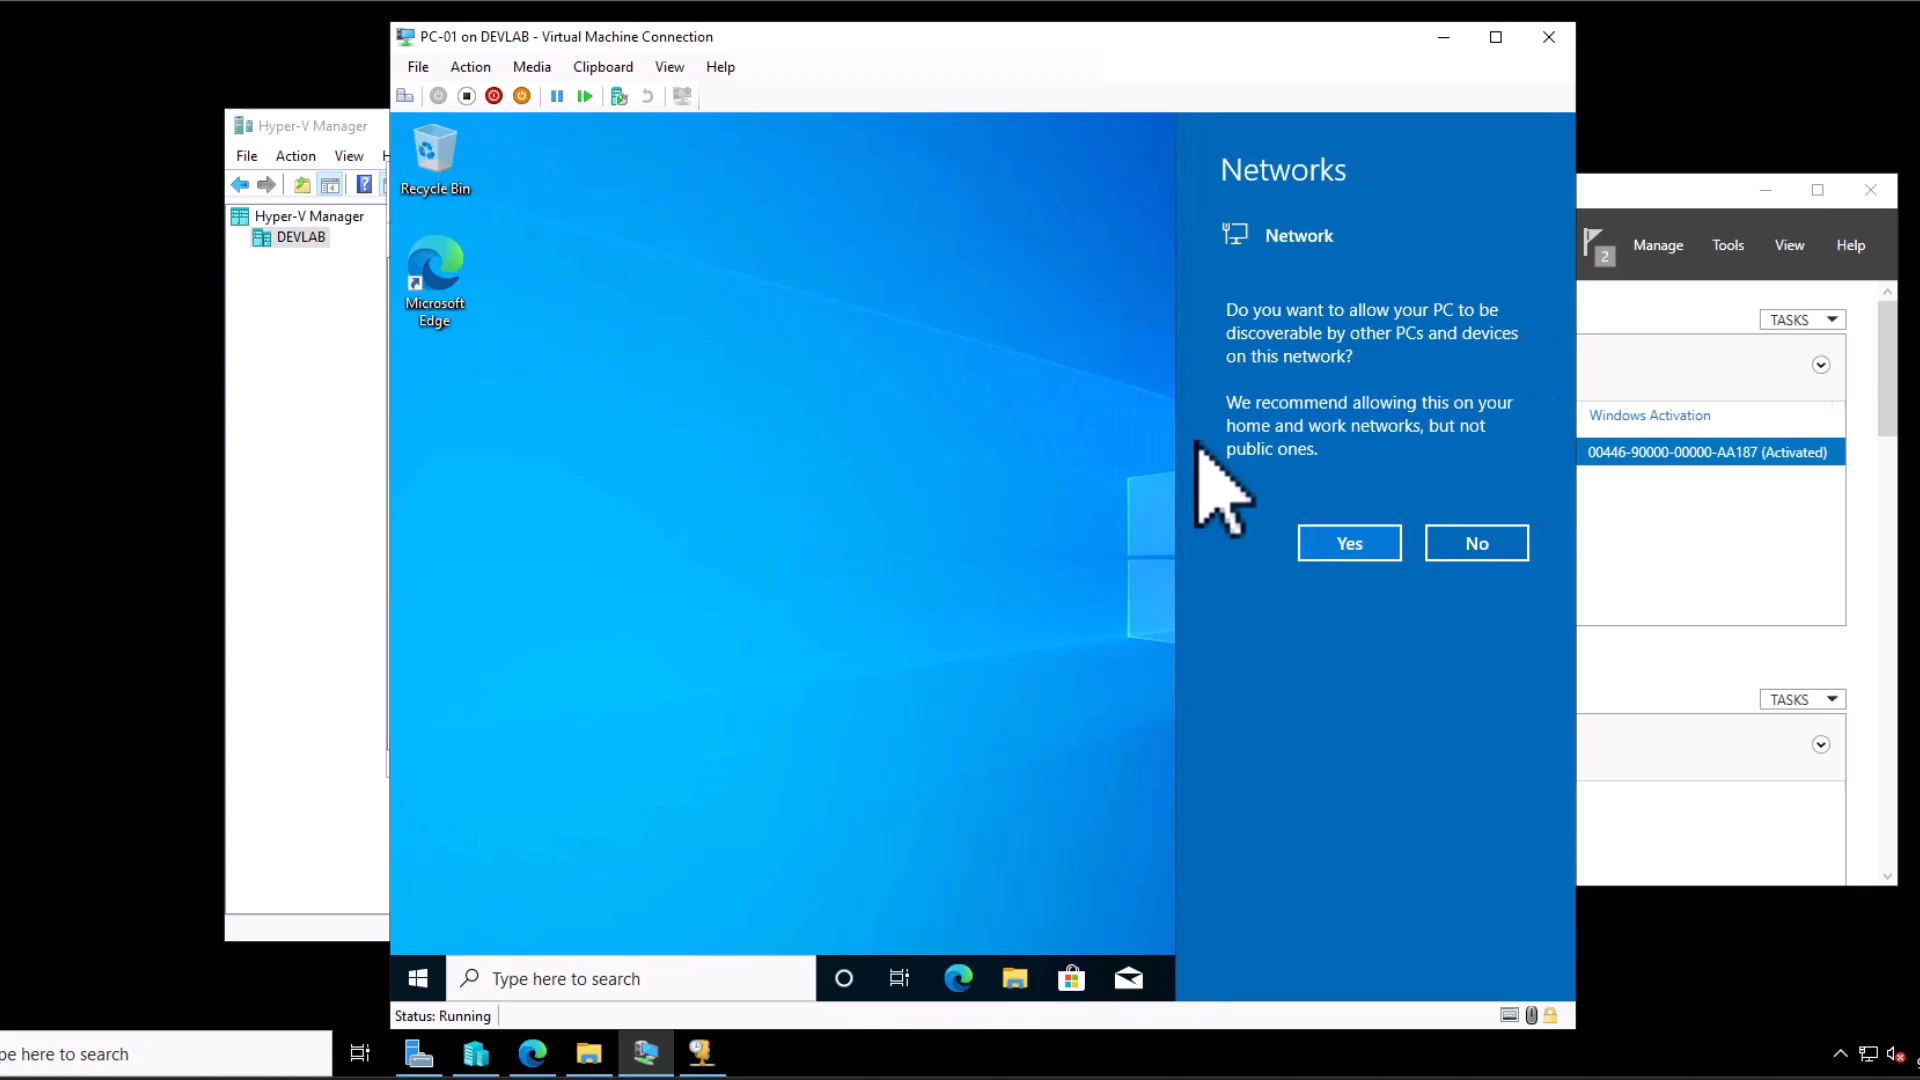 PC-01 on DEVLAB - Virtual Machine Connection
File Action Media Clipboard View Help
Hyper-V Manager
File Action View H
Hyper-V Manager
DEVLAB
Recycle Bin
Microsoft
Edge
Networks
Network
Do you want to allow your PC to be
discoverable by other PCs and devices
on this network?
We recommend allowing this on your
home and work networks, but not
public ones.
Yes No
2 Manage Tools View Help
TASKS
Windows Activation
00446-90000-00000-AA187 (Activated)
TASKS
Type here to search
Status: Running
pe here to search